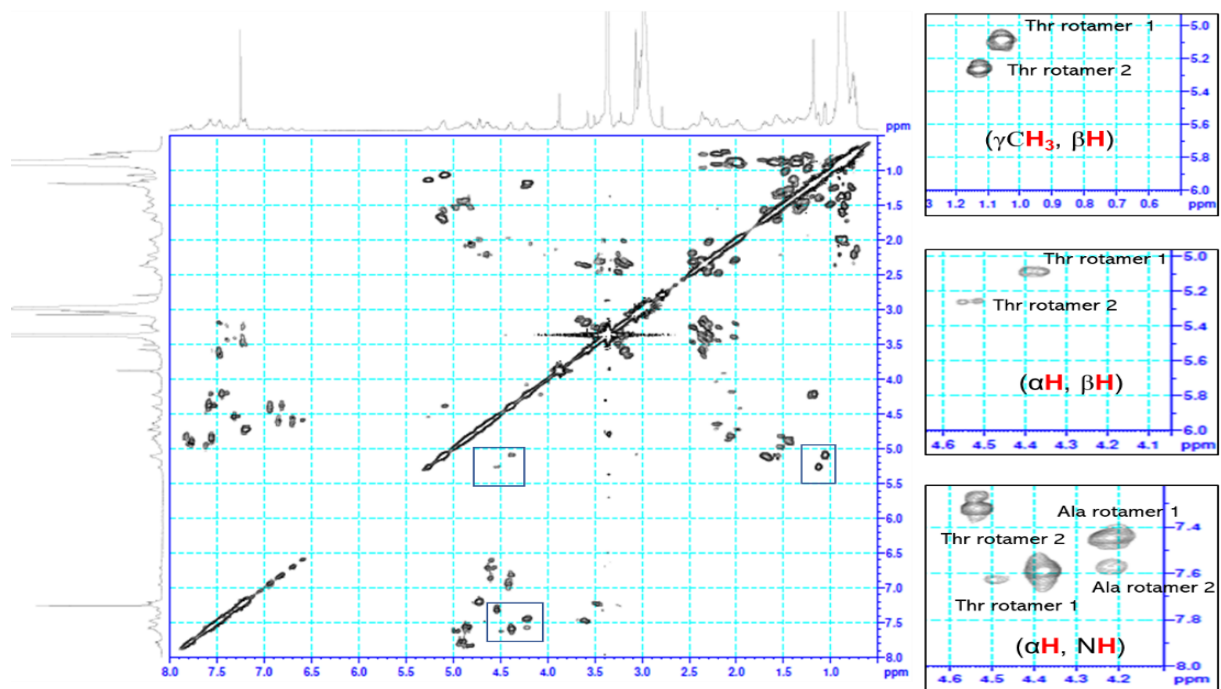 ppm
ppm
1.0
1.5
2.0
2.5
3.0
3.5
4.0
4.5
5.0
5.5
6.0
6.5
7.0
7.5
8.0
8.0 7.5 7.0 6.5 6.0 5.5 5.0 4.5 4.0 3.5 3.0 2.5 2.0 1.5 1.0 ppm
Thr rotamer 1
Thr rotamer 2
(γCH₃, βH)
5.0
5.2
5.4
5.6
5.8
6.0
3 1.2 1.1 1.0 0.9 0.8 0.7 0.6 ppm
Thr rotamer 1
Thr rotamer 2
(αH, βH)
5.0
5.2
5.4
5.6
5.8
6.0
4.6 4.5 4.4 4.3 4.2 4.1 ppm
Ala rotamer 1
Thr rotamer 2
Ala rotamer 2
Thr rotamer 1
(αH, NH)
7.4
7.6
7.8
8.0
4.6 4.5 4.4 4.3 4.2 ppm